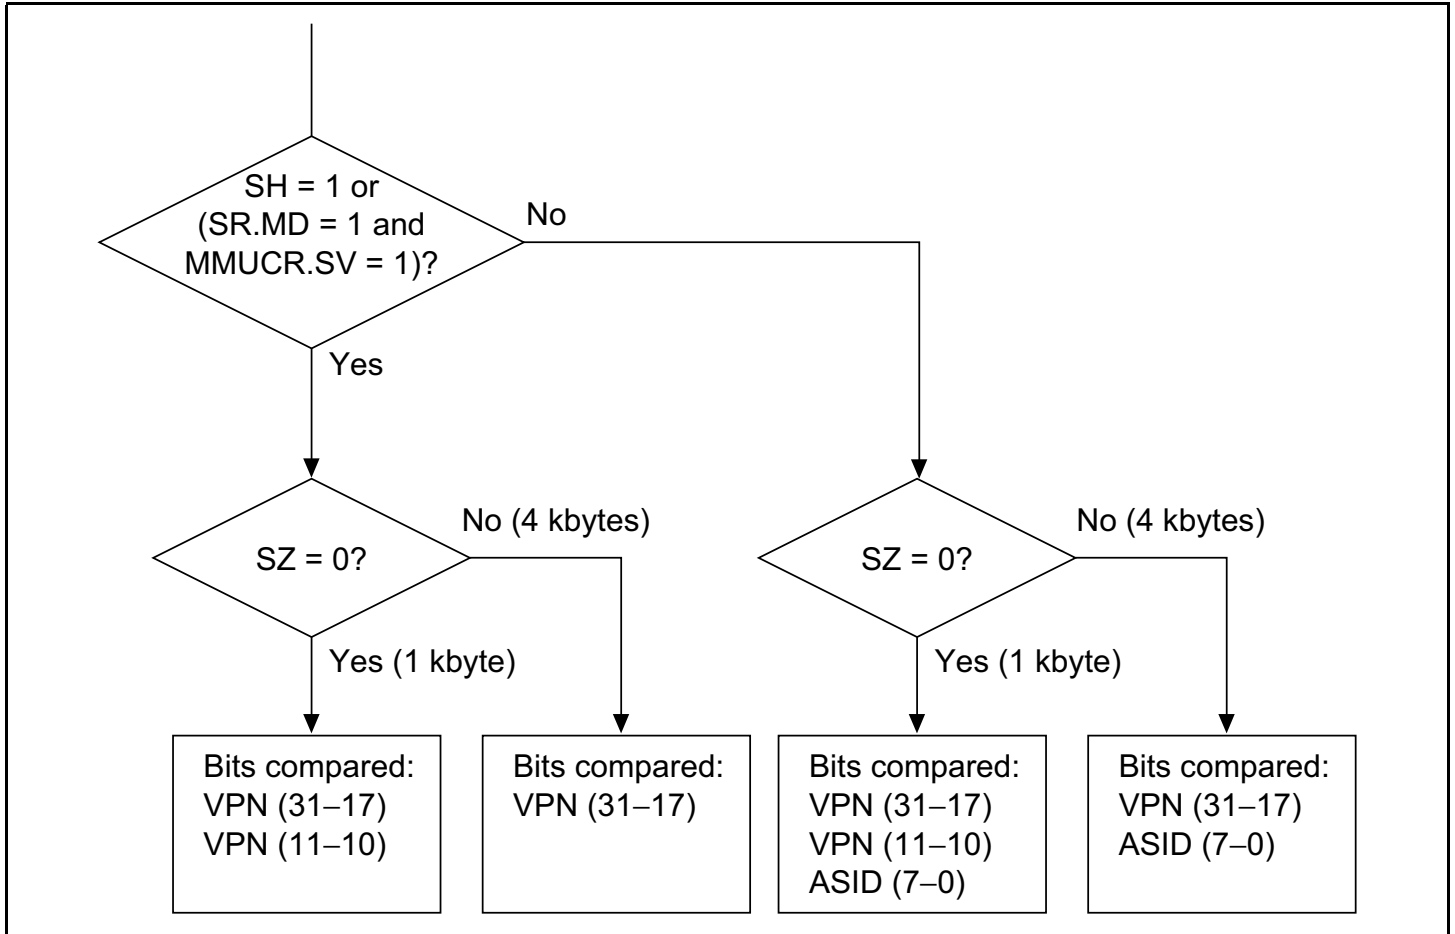 SH = 1 or
(SR.MD = 1 and
MMUCR.SV = 1)?
No
Yes
SZ = 0?
No (4 kbytes)
Yes (1 kbyte)
SZ = 0?
No (4 kbytes)
Yes (1 kbyte)
Bits compared:
VPN (31–17)
VPN (11–10)
Bits compared:
VPN (31–17)
Bits compared:
VPN (31–17)
VPN (11–10)
ASID (7–0)
Bits compared:
VPN (31–17)
ASID (7–0)